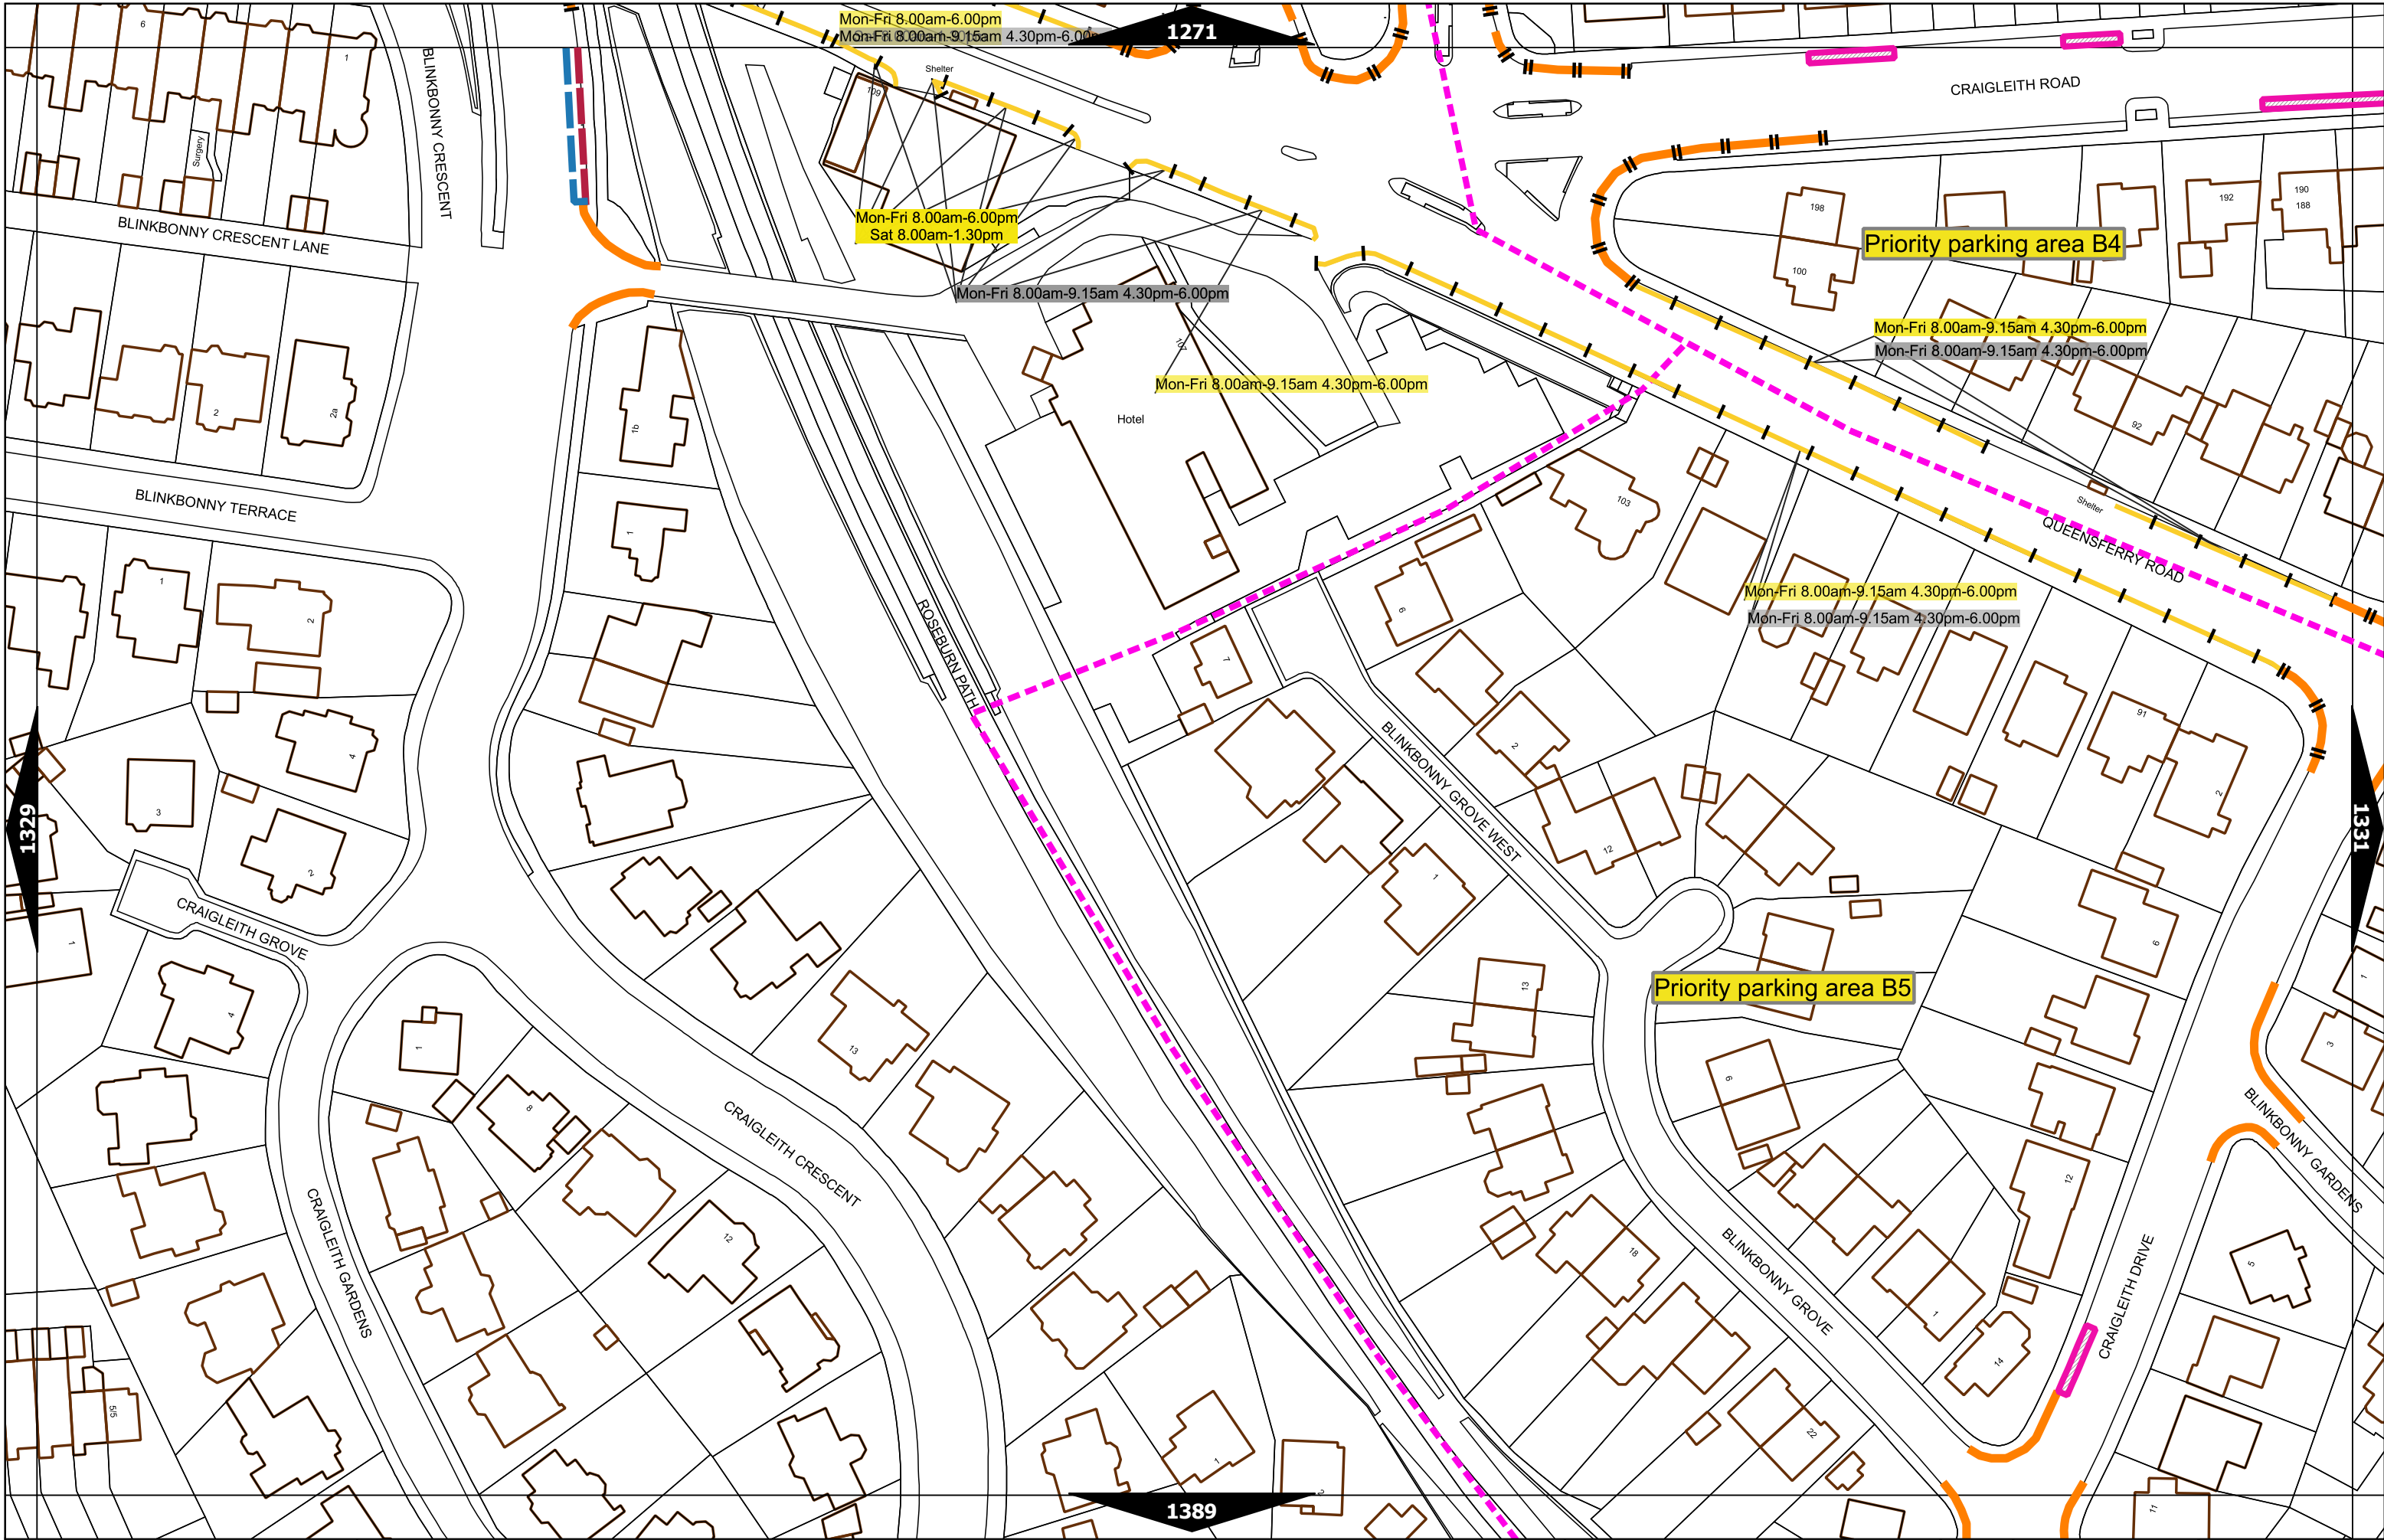 Mon-Fri 8.00am-6.00pm
Mon-Fri 8.00am-9.15am 4.30pm-6.00pm
1271
6
1
BLINKBONNY CRESCENT
Surgery
Shelter
109
CRAIGLEITH ROAD
198
100
192
190
188
Priority parking area B4
BLINKBONNY CRESCENT LANE
Mon-Fri 8.00am-6.00pm
Sat 8.00am-1.30pm
Mon-Fri 8.00am-9.15am 4.30pm-6.00pm
107
Mon-Fri 8.00am-9.15am 4.30pm-6.00pm
Mon-Fri 8.00am-9.15am 4.30pm-6.00pm
Mon-Fri 8.00am-9.15am 4.30pm-6.00pm
Hotel
2
2a
1b
92
BLINKBONNY TERRACE
103
Shelter
QUEENSFERRY ROAD
1
1
2
6
Mon-Fri 8.00am-9.15am 4.30pm-6.00pm
Mon-Fri 8.00am-9.15am 4.30pm-6.00pm
ROSEBURN PATH
7
4
2
91
2
BLINKBONNY GROVE WEST
1329
1331
3
2
12
1
CRAIGLEITH GROVE
1
6
1
4
13
Priority parking area B5
1
13
3
8
6
CRAIGLEITH CRESCENT
BLINKBONNY GARDENS
12
12
CRAIGLEITH GARDENS
18
BLINKBONNY GROVE
5
CRAIGLEITH DRIVE
1
14
5/5
22
1
2
11
1389